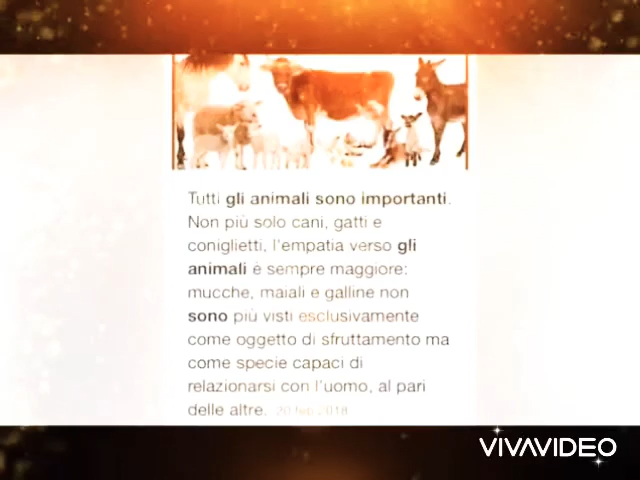 Tutti gli animali sono importanti.
Non più solo cani, gatti e
coniglietti, l'empatia verso gli
animali è sempre maggiore:
mucche, maiali e galline non
sono più visti esclusivamente
come oggetto di sfruttamento ma
come specie capaci di
relazionarsi con l'uomo, al pari
delle altre. 20 feb 2018
VIVAVIDEO